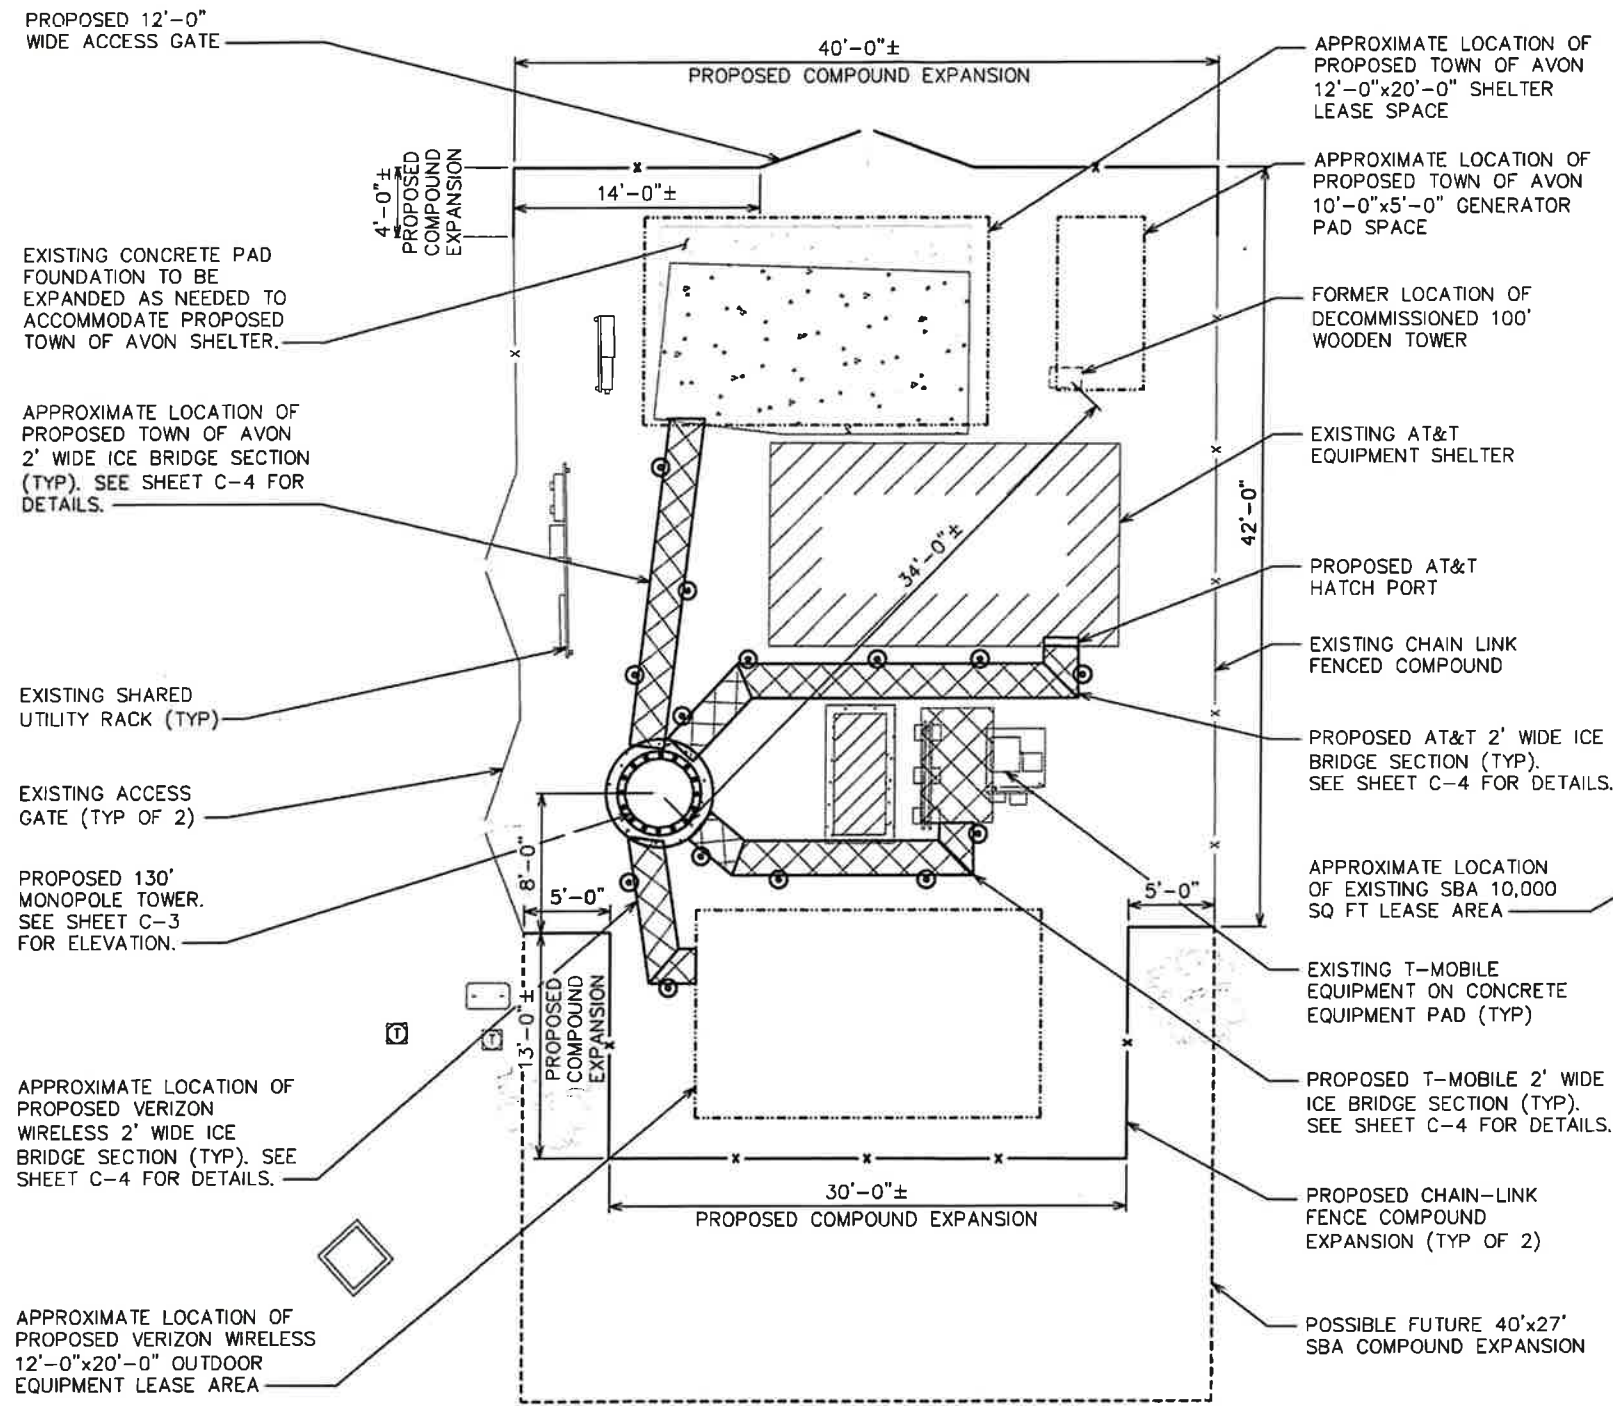 PROPOSED 12'-0"
WIDE ACCESS GATE
40'-0"±
PROPOSED COMPOUND EXPANSION
APPROXIMATE LOCATION OF
PROPOSED TOWN OF AVON
12'-0"x20'-0" SHELTER
LEASE SPACE
4'-0"±
PROPOSED
COMPOUND
EXPANSION
14'-0"±
APPROXIMATE LOCATION OF
PROPOSED TOWN OF AVON
10'-0"x5'-0" GENERATOR
PAD SPACE
EXISTING CONCRETE PAD
FOUNDATION TO BE
EXPANDED AS NEEDED TO
ACCOMMODATE PROPOSED
TOWN OF AVON SHELTER.
FORMER LOCATION OF
DECOMMISSIONED 100'
WOODEN TOWER
APPROXIMATE LOCATION OF
PROPOSED TOWN OF AVON
2' WIDE ICE BRIDGE SECTION
(TYP). SEE SHEET C-4 FOR
DETAILS.
EXISTING AT&T
EQUIPMENT SHELTER
42'-0"
34'-0"±
PROPOSED AT&T
HATCH PORT
EXISTING CHAIN LINK
FENCED COMPOUND
EXISTING SHARED
UTILITY RACK (TYP)
PROPOSED AT&T 2' WIDE ICE
BRIDGE SECTION (TYP).
SEE SHEET C-4 FOR DETAILS.
EXISTING ACCESS
GATE (TYP OF 2)
8'-0"
PROPOSED 130'
MONOPOLE TOWER.
SEE SHEET C-3
FOR ELEVATION.
5'-0"
5'-0"
APPROXIMATE LOCATION
OF EXISTING SBA 10,000
SQ FT LEASE AREA
13'-0"±
PROPOSED
COMPOUND
EXPANSION
EXISTING T-MOBILE
EQUIPMENT ON CONCRETE
EQUIPMENT PAD (TYP)
T
T
APPROXIMATE LOCATION OF
PROPOSED VERIZON
WIRELESS 2' WIDE ICE
BRIDGE SECTION (TYP). SEE
SHEET C-4 FOR DETAILS.
PROPOSED T-MOBILE 2' WIDE
ICE BRIDGE SECTION (TYP).
SEE SHEET C-4 FOR DETAILS.
30'-0"±
PROPOSED COMPOUND EXPANSION
PROPOSED CHAIN-LINK
FENCE COMPOUND
EXPANSION (TYP OF 2)
APPROXIMATE LOCATION OF
PROPOSED VERIZON WIRELESS
12'-0"x20'-0" OUTDOOR
EQUIPMENT LEASE AREA
POSSIBLE FUTURE 40'x27'
SBA COMPOUND EXPANSION